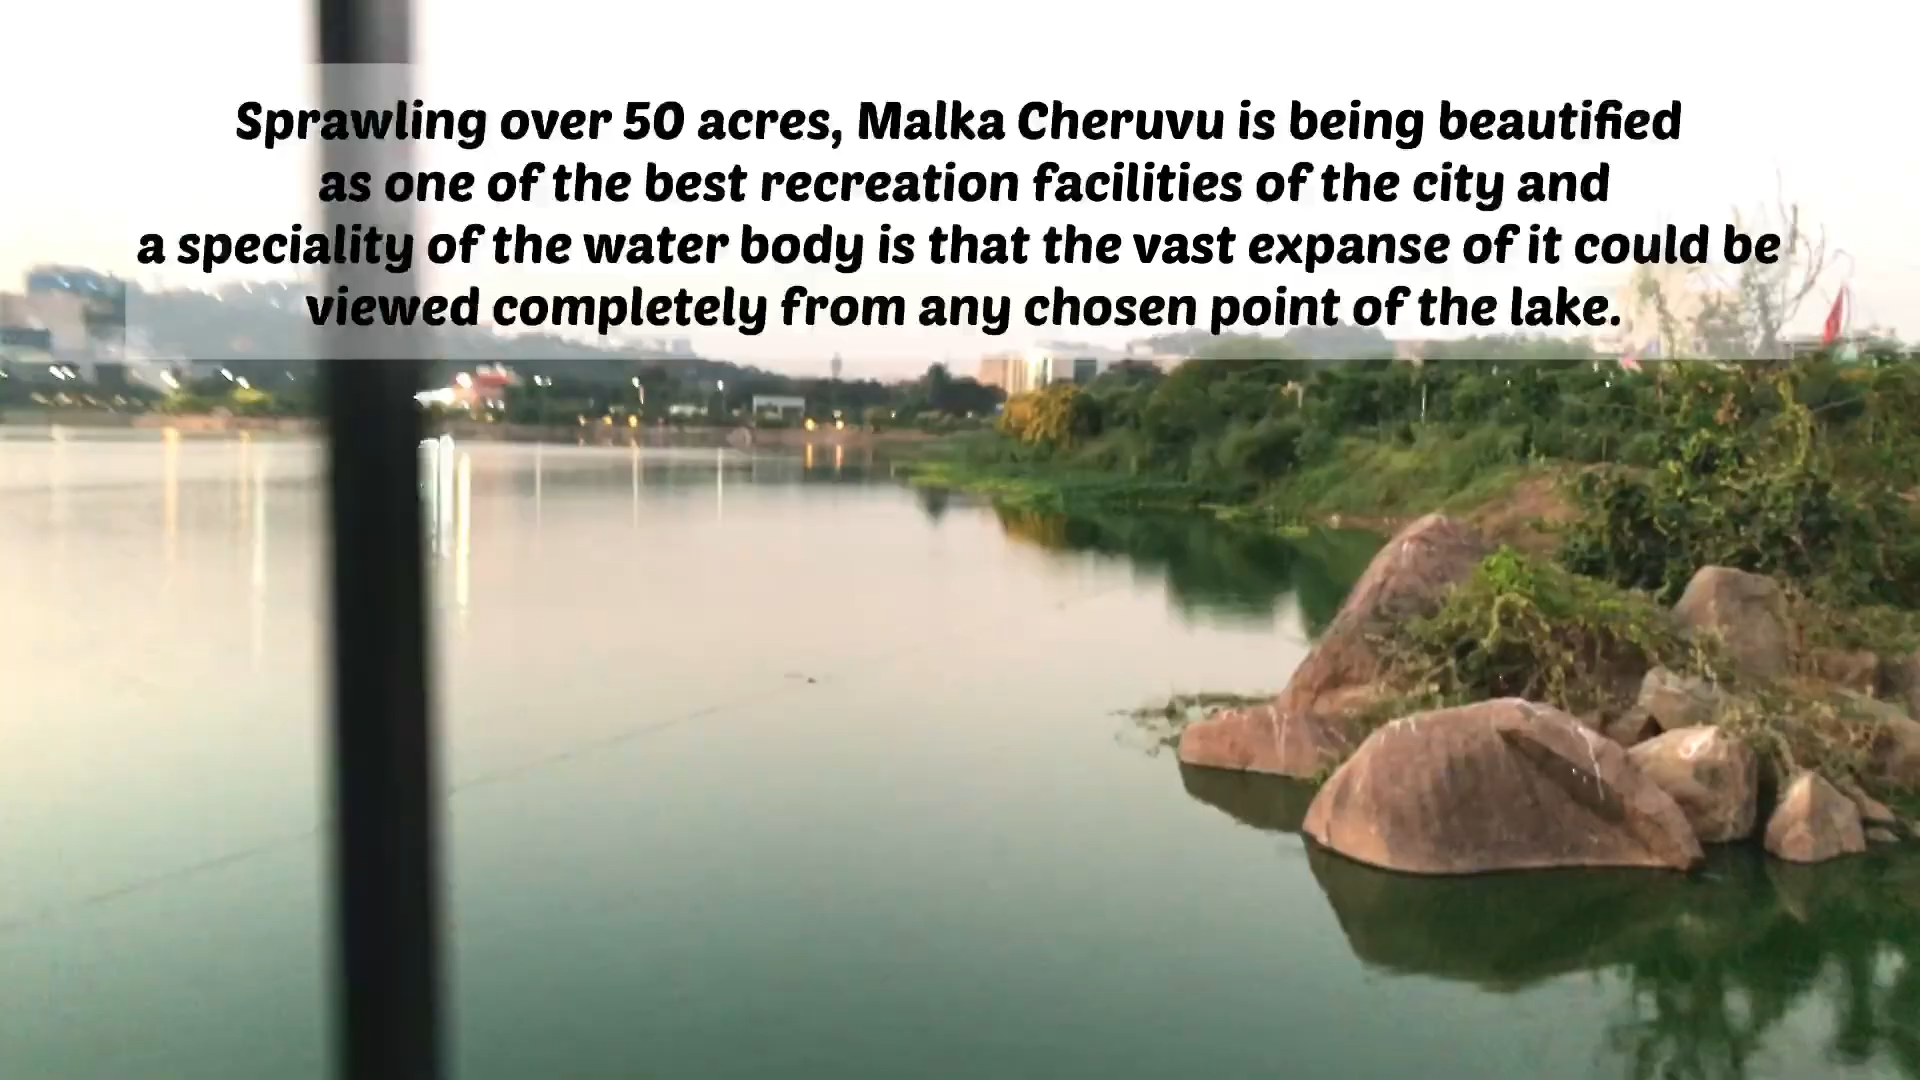 Sprawling over 50 acres, Malka Cheruvu is being beautified
as one of the best recreation facilities of the city and
a speciality of the water body is that the vast expanse of it could be
viewed completely from any chosen point of the lake.